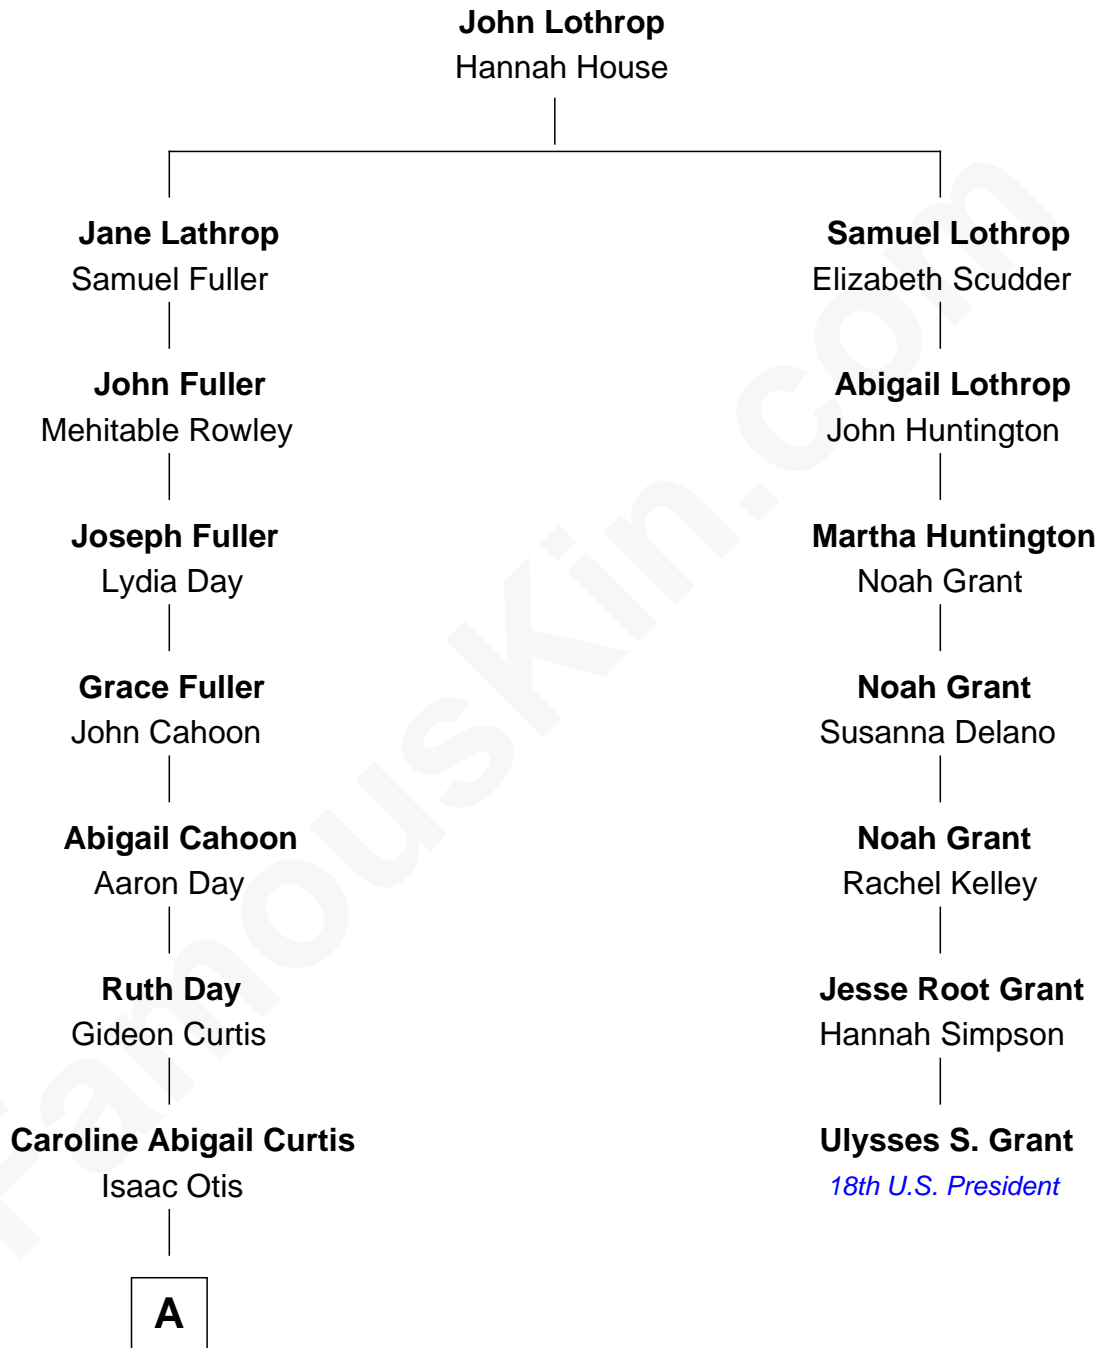 John Lothrop
Hannah House
Jane Lathrop
Samuel Fuller
Samuel Lothrop
Elizabeth Scudder
John Fuller
Mehitable Rowley
Abigail Lothrop
John Huntington
Joseph Fuller
Lydia Day
Martha Huntington
Noah Grant
Grace Fuller
John Cahoon
Noah Grant
Susanna Delano
Abigail Cahoon
Aaron Day
Noah Grant
Rachel Kelley
Ruth Day
Gideon Curtis
Jesse Root Grant
Hannah Simpson
Caroline Abigail Curtis
Isaac Otis
Ulysses S. Grant
18th U.S. President
A
FamousKin.com